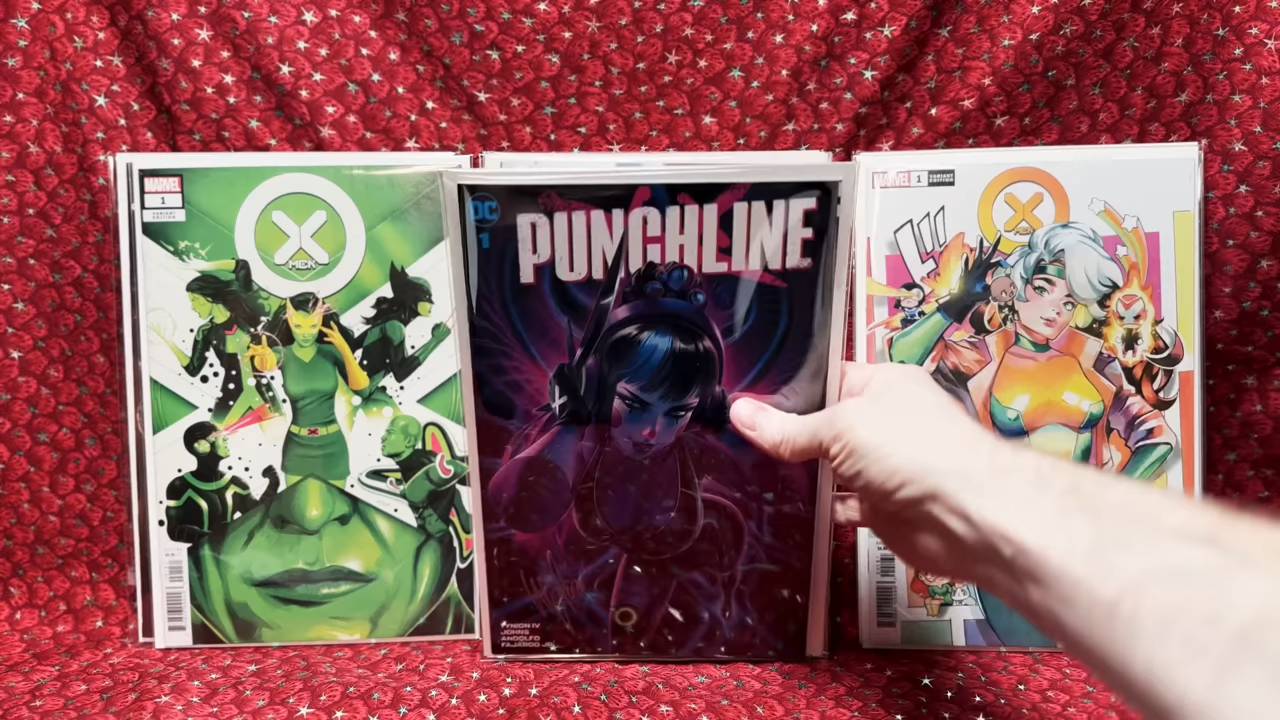 MARVEL
1
VARIANT
EDITION
X
MEN
DC
1
PUNCHLINE
TYNION IV
JOHNS
ANDOLFO
FAJARDO JR.
MARVEL
1
VARIANT
EDITION
X